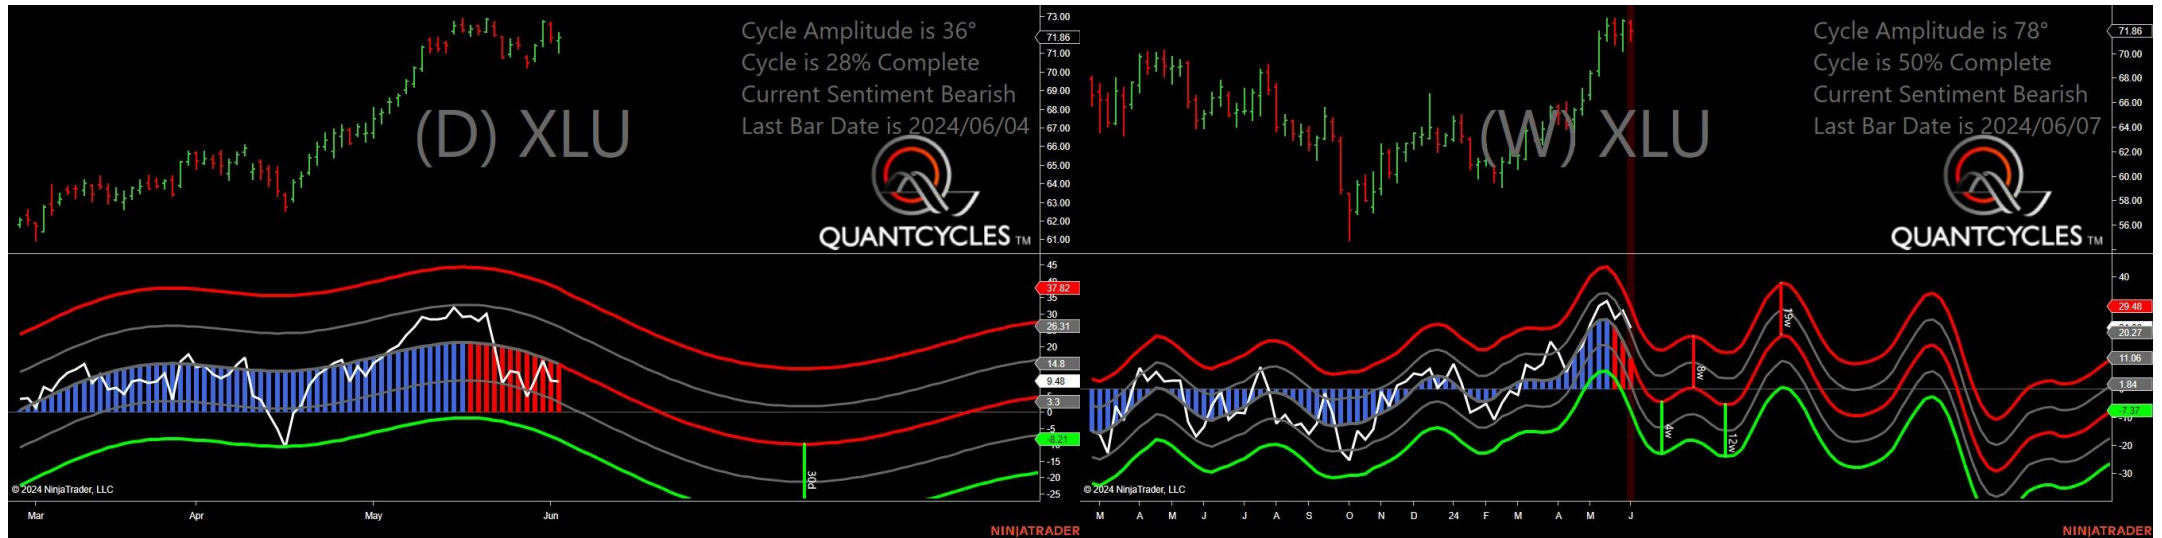 Cycle Amplitude is 36°
Cycle is 28% Complete
Current Sentiment Bearish
Last Bar Date is 2024/06/04
(D) XLU
QUANTCYCLES TM
73.00
71.86
71.00
70.00
69.00
68.00
67.00
66.00
65.00
64.00
63.00
62.00
61.00
45
37.82
35
30
26.31
20
14.8
9.48
3.3
0
-5
-8.21
-15
-20
-25
30d
© 2024 NinjaTrader, LLC
Mar Apr May Jun
NINJATRADER
Cycle Amplitude is 78°
Cycle is 50% Complete
Current Sentiment Bearish
Last Bar Date is 2024/06/07
(W) XLU
QUANTCYCLES TM
71.86
70.00
68.00
66.00
64.00
62.00
60.00
58.00
56.00
40
29.48
20.27
11.06
1.84
-7.37
-20
-30
19w
8w
4w
12w
© 2024 NinjaTrader, LLC
M A M J J A S O N D 24 F M A M J
NINJATRADER